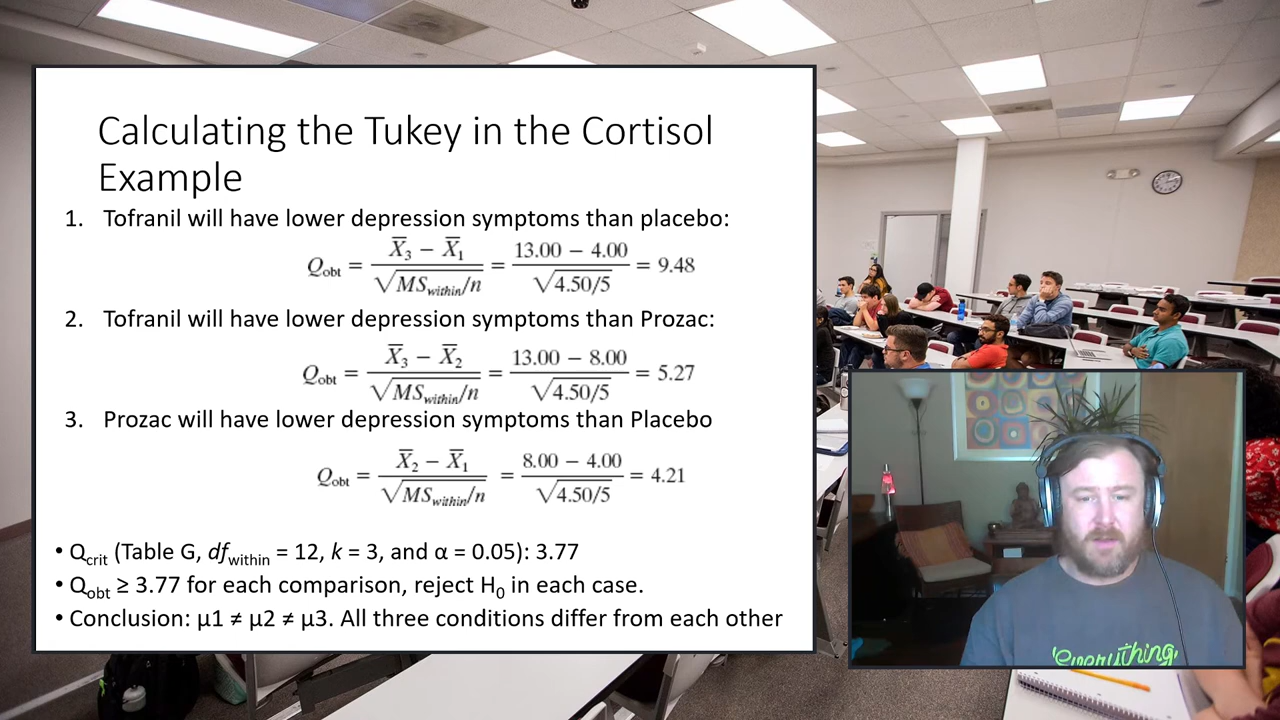 Calculating the Tukey in the Cortisol
Example
1. Tofranil will have lower depression symptoms than placebo:
Q_obt = (X̅₃ − X̅₁) / √(MS_within/n) = (13.00 − 4.00) / √(4.50/5) = 9.48
2. Tofranil will have lower depression symptoms than Prozac:
Q_obt = (X̅₃ − X̅₂) / √(MS_within/n) = (13.00 − 8.00) / √(4.50/5) = 5.27
3. Prozac will have lower depression symptoms than Placebo
Q_obt = (X̅₂ − X̅₁) / √(MS_within/n) = (8.00 − 4.00) / √(4.50/5) = 4.21
• Q_crit (Table G, df_within = 12, k = 3, and α = 0.05): 3.77
• Q_obt ≥ 3.77 for each comparison, reject H₀ in each case.
• Conclusion: μ1 ≠ μ2 ≠ μ3. All three conditions differ from each other
everything